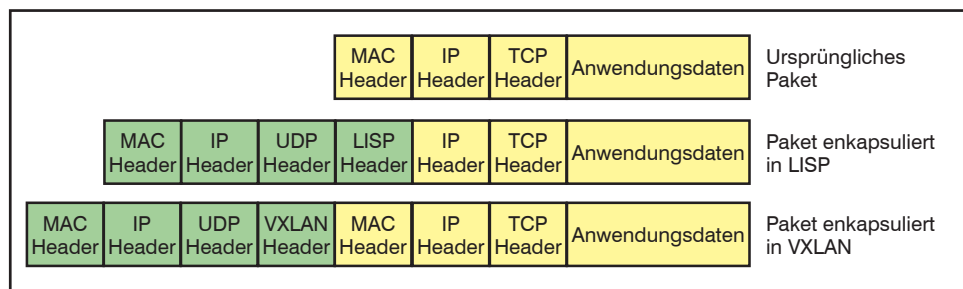 MAC Header IP Header TCP Header Anwendungsdaten Ursprüngliches Paket
MAC Header IP Header UDP Header LISP Header IP Header TCP Header Anwendungsdaten Paket enkapsuliert in LISP
MAC Header IP Header UDP Header VXLAN Header MAC Header IP Header TCP Header Anwendungsdaten Paket enkapsuliert in VXLAN